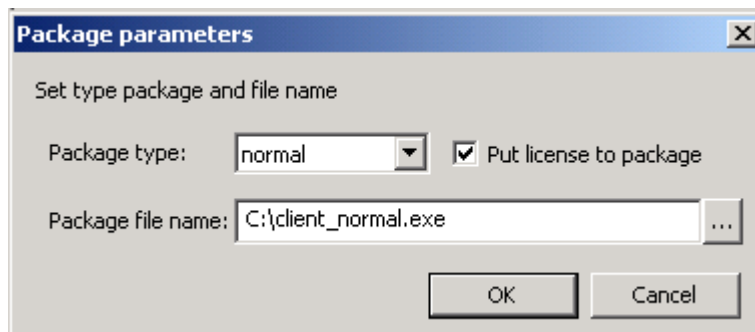 Package parameters
Set type package and file name
Package type: normal Put license to package
Package file name: C:\client_normal.exe ...
OK Cancel